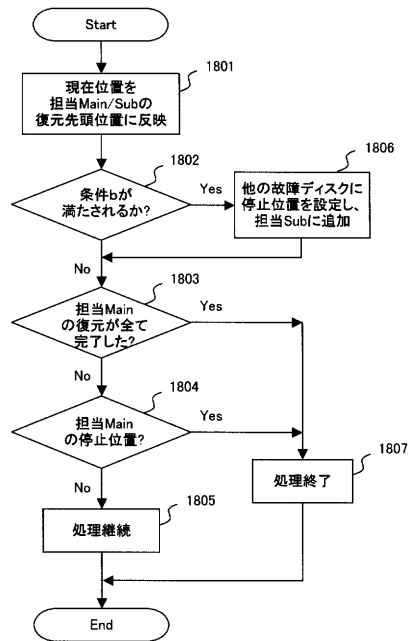 Start
1801
現在位置を
担当Main/Subの
復元先頭位置に反映
1802
条件bが
満たされるか?
Yes
1806
他の故障ディスクに
停止位置を設定し、
担当Subに追加
No
1803
担当Main
の復元が全て
完了した?
Yes
No
1804
担当Main
の停止位置?
Yes
1807
処理終了
No
1805
処理継続
End